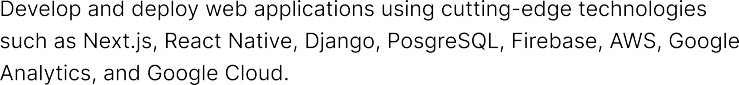 Develop and deploy web applications using cutting-edge technologies
such as Next.js, React Native, Django, PosgreSQL, Firebase, AWS, Google
Analytics, and Google Cloud.